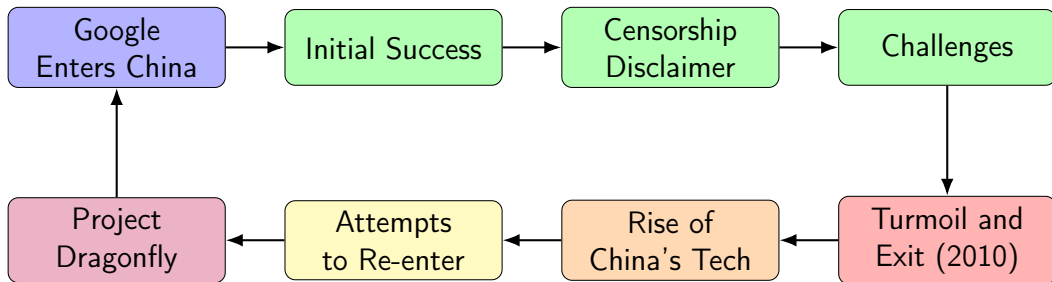 Google
Enters China
Initial Success
Censorship
Disclaimer
Challenges
Project
Dragonfly
Attempts
to Re-enter
Rise of
China's Tech
Turmoil and
Exit (2010)